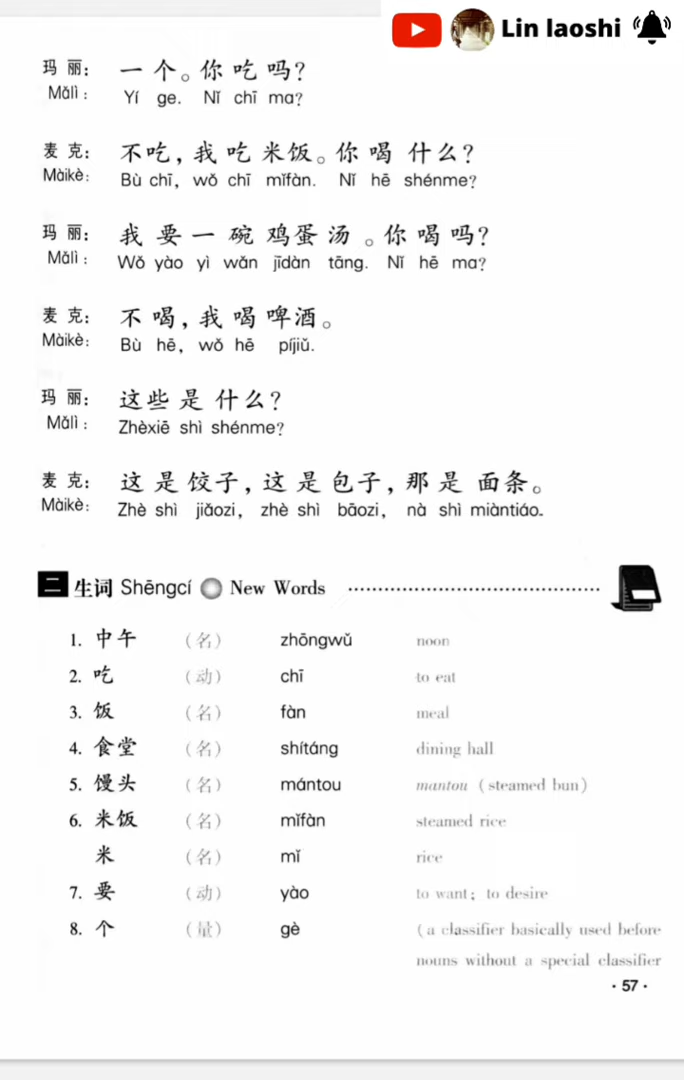 Lin laoshi
玛丽： 一个。你吃吗？
Mǎlì： Yí ge. Nǐ chī ma?
麦克： 不吃，我吃米饭。你喝什么？
Màikè： Bù chī, wǒ chī mǐfàn. Nǐ hē shénme?
玛丽： 我要一碗鸡蛋汤。你喝吗？
Mǎlì： Wǒ yào yì wǎn jīdàn tāng. Nǐ hē ma?
麦克： 不喝，我喝啤酒。
Màikè： Bù hē, wǒ hē píjiǔ.
玛丽： 这些是什么？
Mǎlì： Zhèxiē shì shénme?
麦克： 这是饺子，这是包子，那是面条。
Màikè： Zhè shì jiǎozi, zhè shì bāozi, nà shì miàntiáo.
二 生词 Shēngcí New Words
1. 中午 （名） zhōngwǔ noon
2. 吃 （动） chī to eat
3. 饭 （名） fàn meal
4. 食堂 （名） shítáng dining hall
5. 馒头 （名） mántou mantou（steamed bun）
6. 米饭 （名） mǐfàn steamed rice
米 （名） mǐ rice
7. 要 （动） yào to want; to desire
8. 个 （量） gè （a classifier basically used before
nouns without a special classifier
· 57 ·